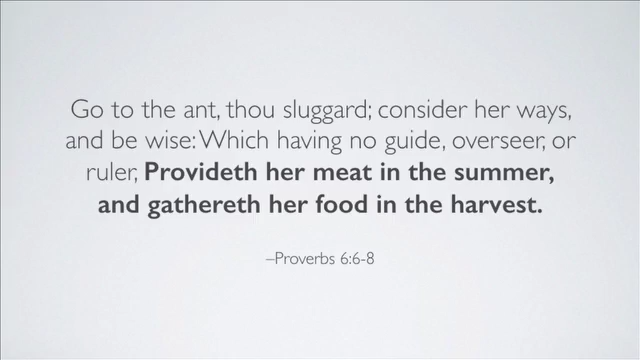 Go to the ant, thou sluggard; consider her ways,
and be wise: Which having no guide, overseer, or
ruler, Provideth her meat in the summer,
and gathereth her food in the harvest.
–Proverbs 6:6-8